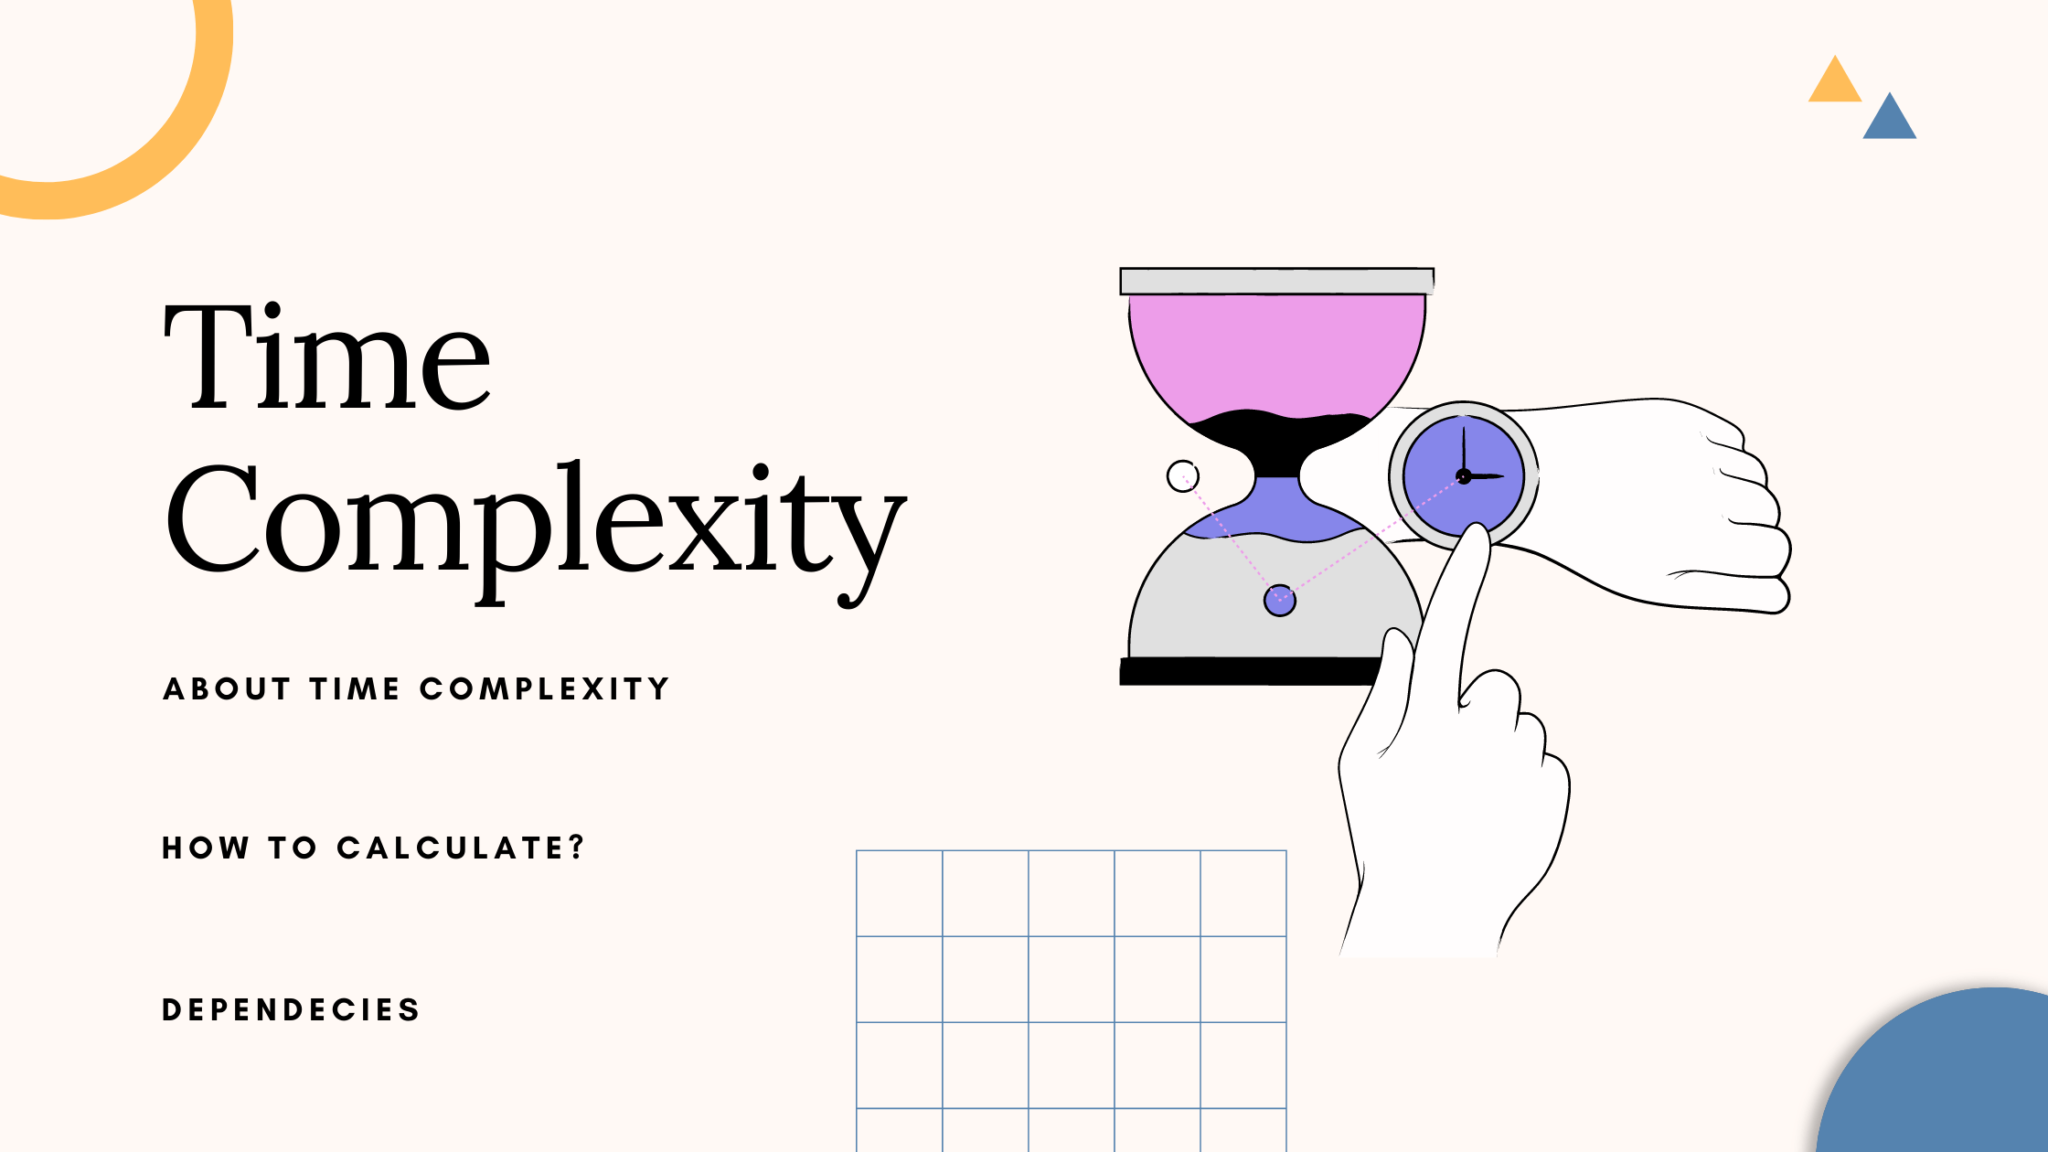 Time
Complexity
ABOUT TIME COMPLEXITY
HOW TO CALCULATE?
DEPENDECIES